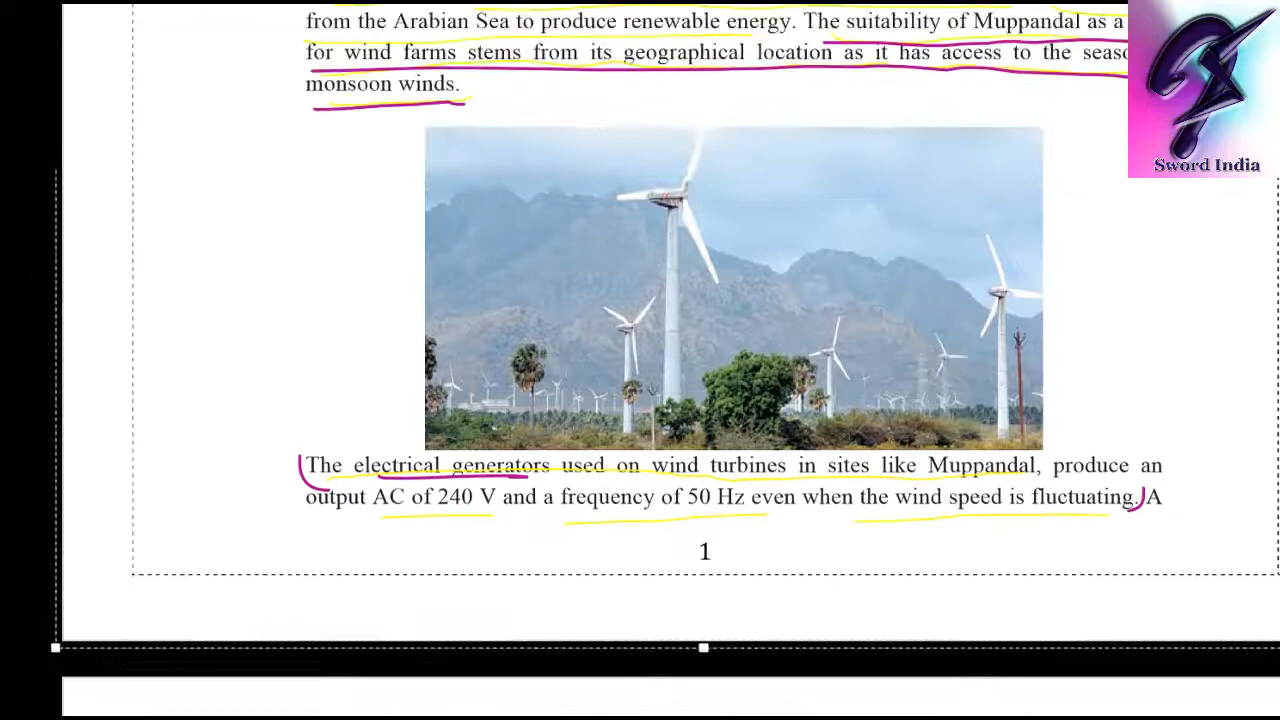 from the Arabian Sea to produce renewable energy. The suitability of Muppandal as a
for wind farms stems from its geographical location as it has access to the seaso
monsoon winds.
Sword India
The electrical generators used on wind turbines in sites like Muppandal, produce an
output AC of 240 V and a frequency of 50 Hz even when the wind speed is fluctuating. A
1